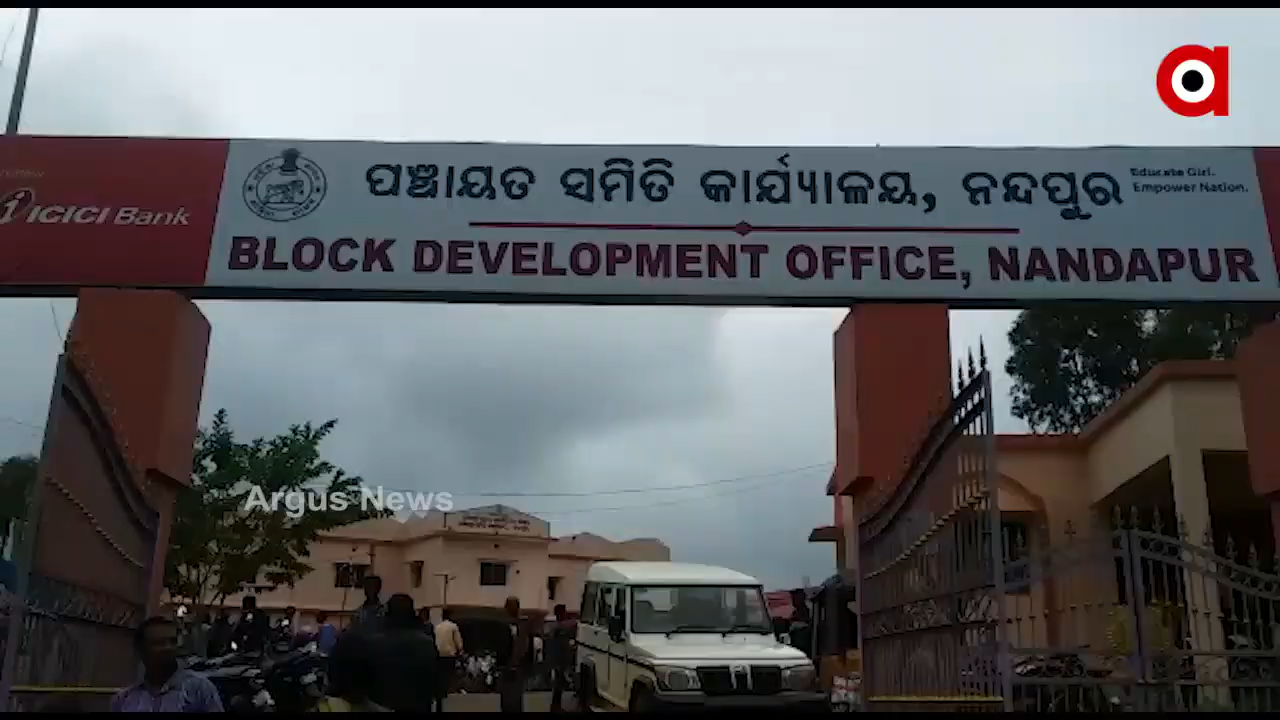 ICICI Bank
ପଞ୍ଚାୟତ ସମିତି କାର୍ଯ୍ୟାଳୟ, ନନ୍ଦପୁର
Educate Girl.
Empower Nation.
BLOCK DEVELOPMENT OFFICE, NANDAPUR
Argus News